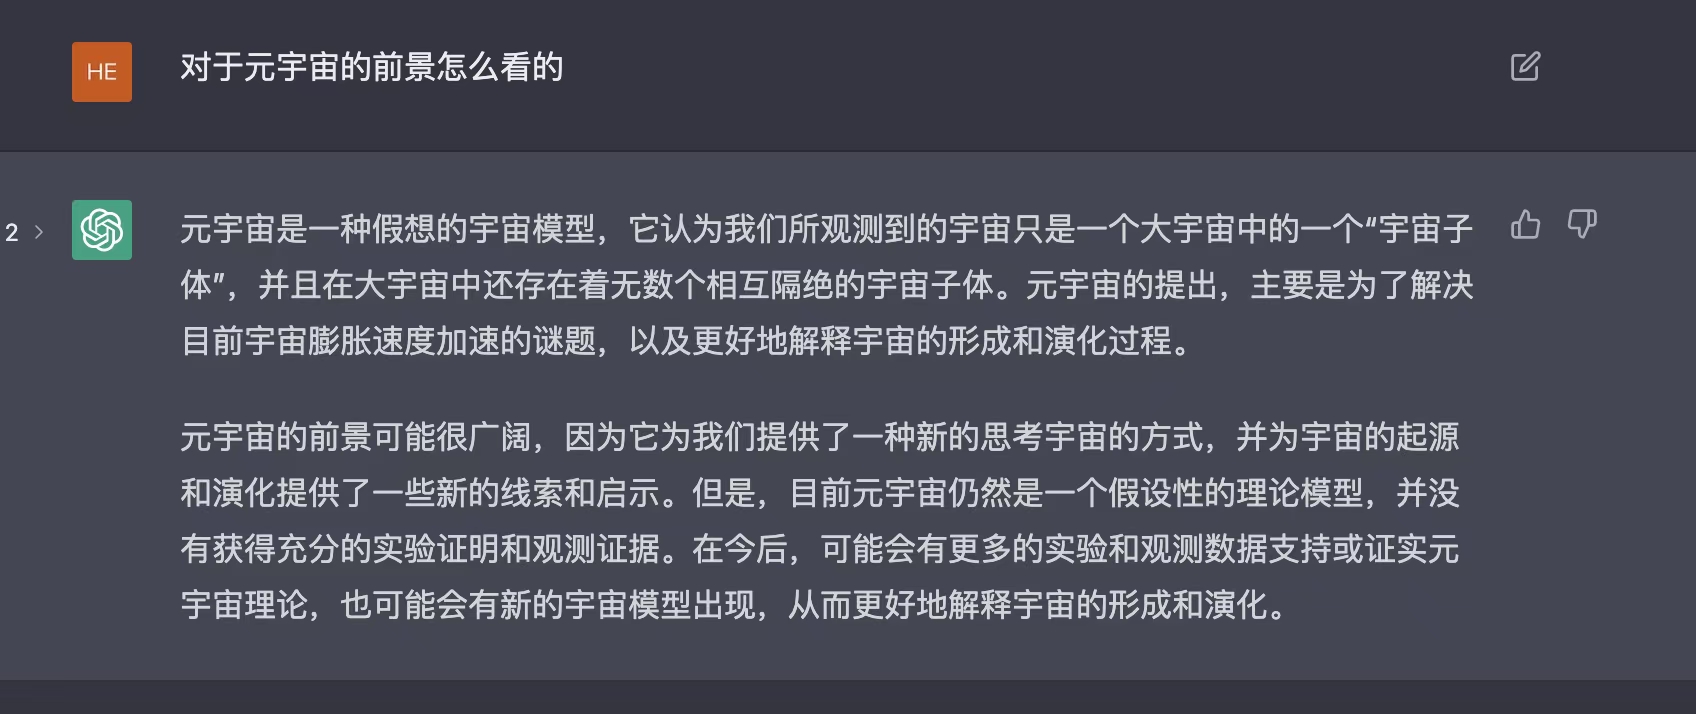 HE
对于元宇宙的前景怎么看的
2 >
元宇宙是一种假想的宇宙模型，它认为我们所观测到的宇宙只是一个大宇宙中的一个“宇宙子
体”，并且在大宇宙中还存在着无数个相互隔绝的宇宙子体。元宇宙的提出，主要是为了解决
目前宇宙膨胀速度加速的谜题，以及更好地解释宇宙的形成和演化过程。
元宇宙的前景可能很广阔，因为它为我们提供了一种新的思考宇宙的方式，并为宇宙的起源
和演化提供了一些新的线索和启示。但是，目前元宇宙仍然是一个假设性的理论模型，并没
有获得充分的实验证明和观测证据。在今后，可能会有更多的实验和观测数据支持或证实元
宇宙理论，也可能会有新的宇宙模型出现，从而更好地解释宇宙的形成和演化。